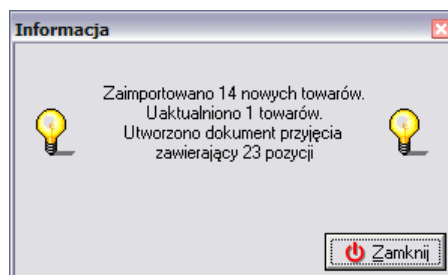 Informacja
Zaimportowano 14 nowych towarów.
Uaktualniono 1 towarów.
Utworzono dokument przyjęcia
zawierający 23 pozycji
Zamknij